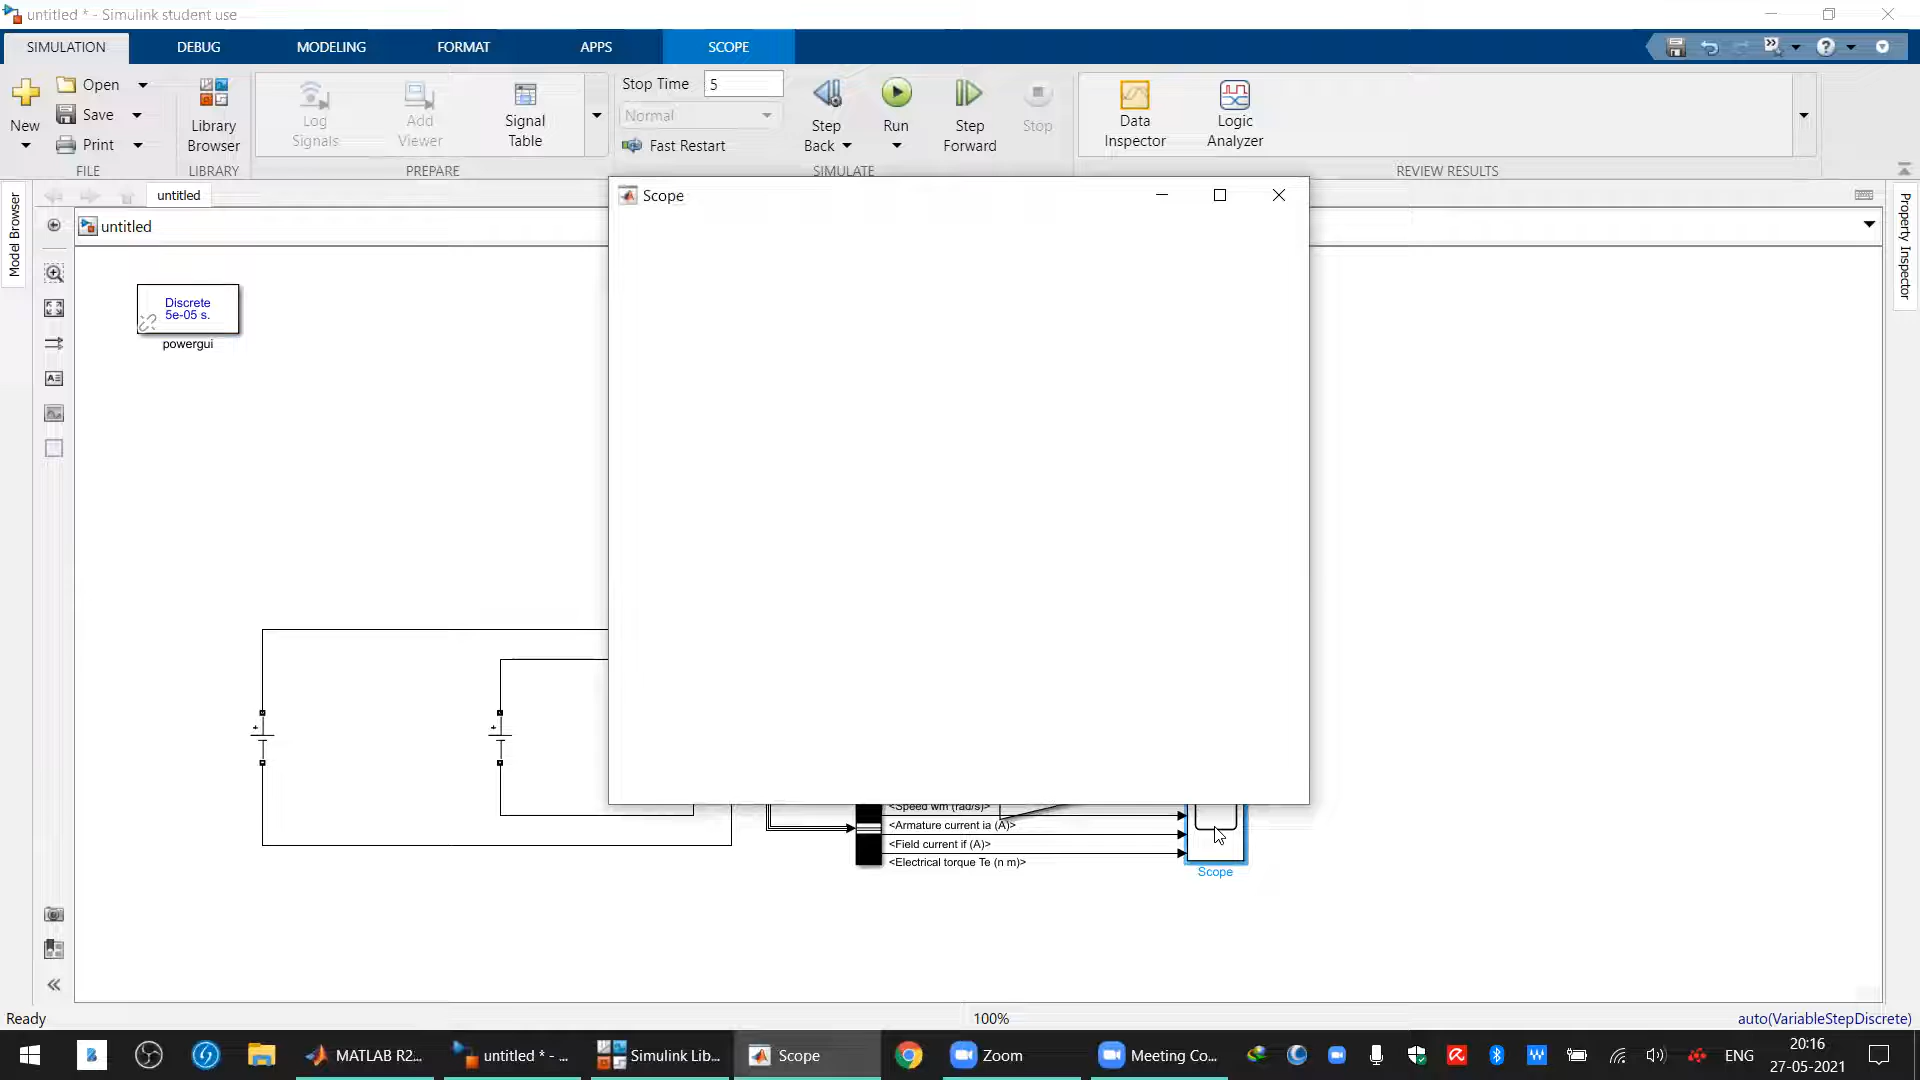 untitled * - Simulink student use
SIMULATION DEBUG MODELING FORMAT APPS SCOPE
New
Open
Save
Print
FILE
Library
Browser
LIBRARY
Log
Signals
Add
Viewer
Signal
Table
PREPARE
Stop Time 5
Normal
Fast Restart
Step
Back
Run
Step
Forward
Stop
SIMULATE
Data
Inspector
Logic
Analyzer
REVIEW RESULTS
Model Browser
untitled
untitled
Property Inspector
Scope
Discrete
5e-05 s.
powergui
+
+
<Speed wm (rad/s)>
<Armature current ia (A)>
<Field current if (A)>
<Electrical torque Te (n m)>
Scope
Ready
100%
auto(VariableStepDiscrete)
MATLAB R2...
untitled * - ...
Simulink Lib...
Scope
Zoom
Meeting Co...
ENG
20:16
27-05-2021